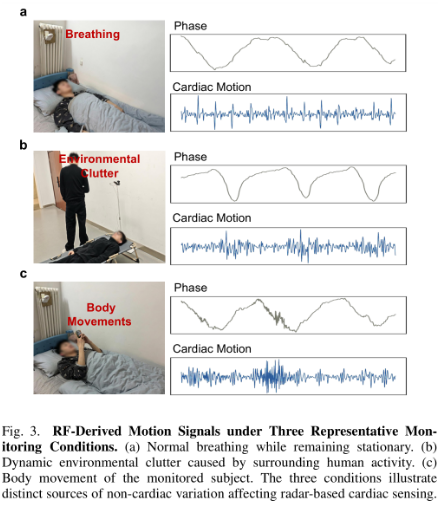 a
Breathing
Phase
Cardiac Motion
b
Environmental
Clutter
Phase
Cardiac Motion
c
Body
Movements
Phase
Cardiac Motion
Fig. 3. RF-Derived Motion Signals under Three Representative Mon-
itoring Conditions. (a) Normal breathing while remaining stationary. (b)
Dynamic environmental clutter caused by surrounding human activity. (c)
Body movement of the monitored subject. The three conditions illustrate
distinct sources of non-cardiac variation affecting radar-based cardiac sensing.